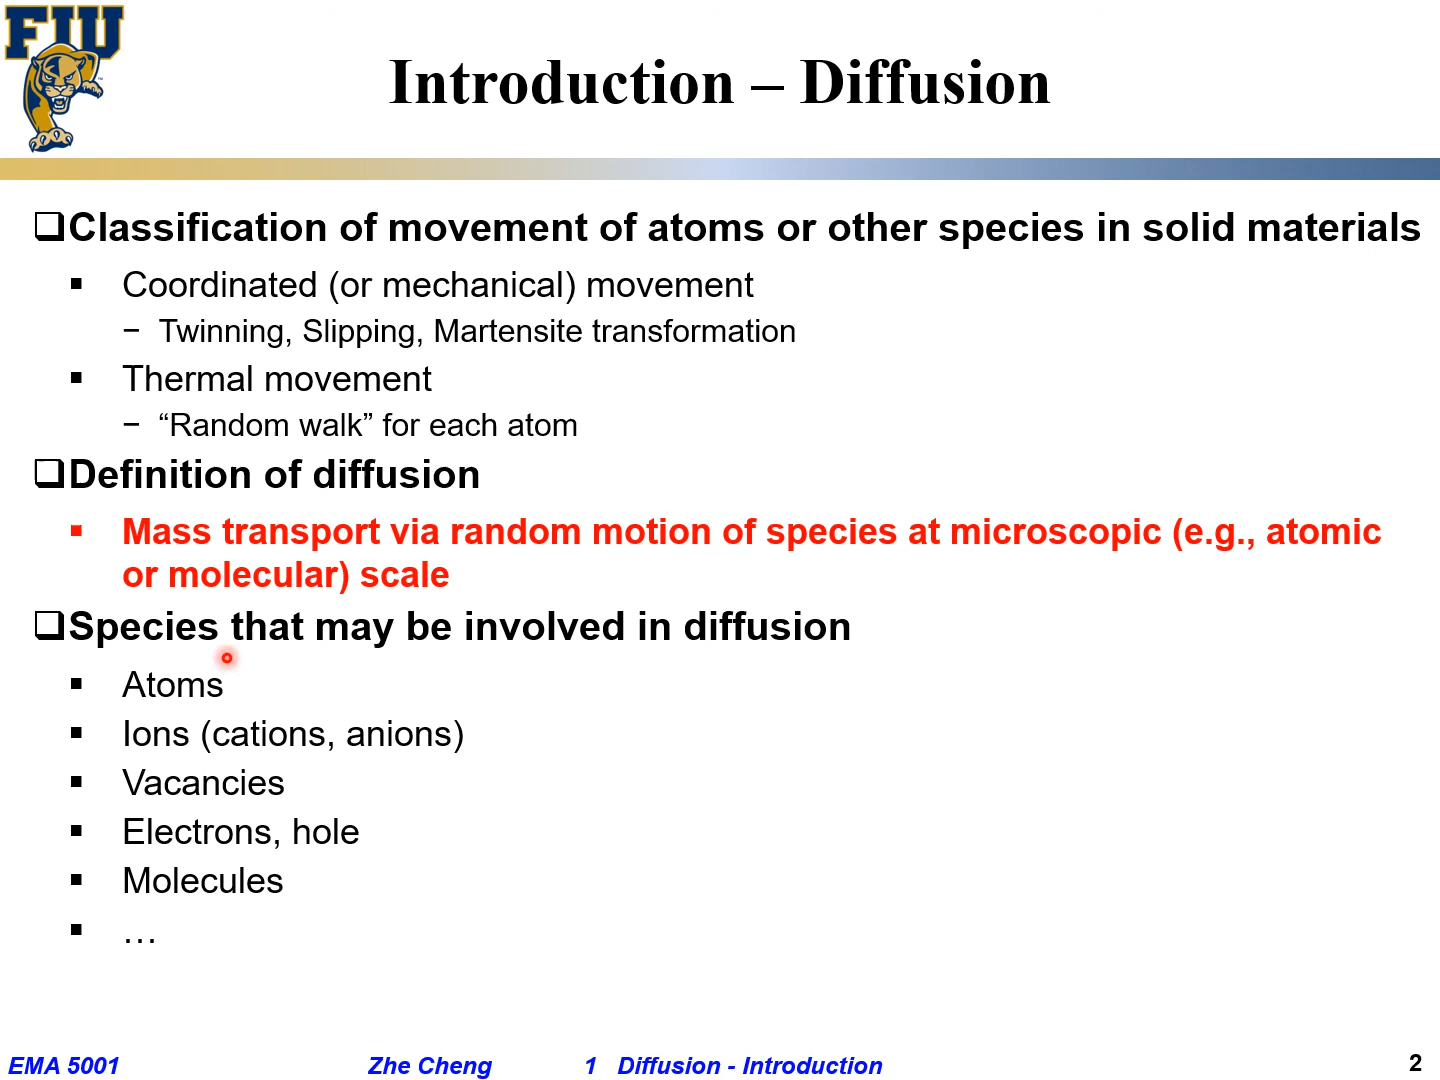 FIU
Introduction – Diffusion
❑Classification of movement of atoms or other species in solid materials
▪ Coordinated (or mechanical) movement
− Twinning, Slipping, Martensite transformation
▪ Thermal movement
− “Random walk” for each atom
❑Definition of diffusion
▪ Mass transport via random motion of species at microscopic (e.g., atomic
or molecular) scale
❑Species that may be involved in diffusion
▪ Atoms
▪ Ions (cations, anions)
▪ Vacancies
▪ Electrons, hole
▪ Molecules
▪ …
EMA 5001 Zhe Cheng 1 Diffusion - Introduction 2